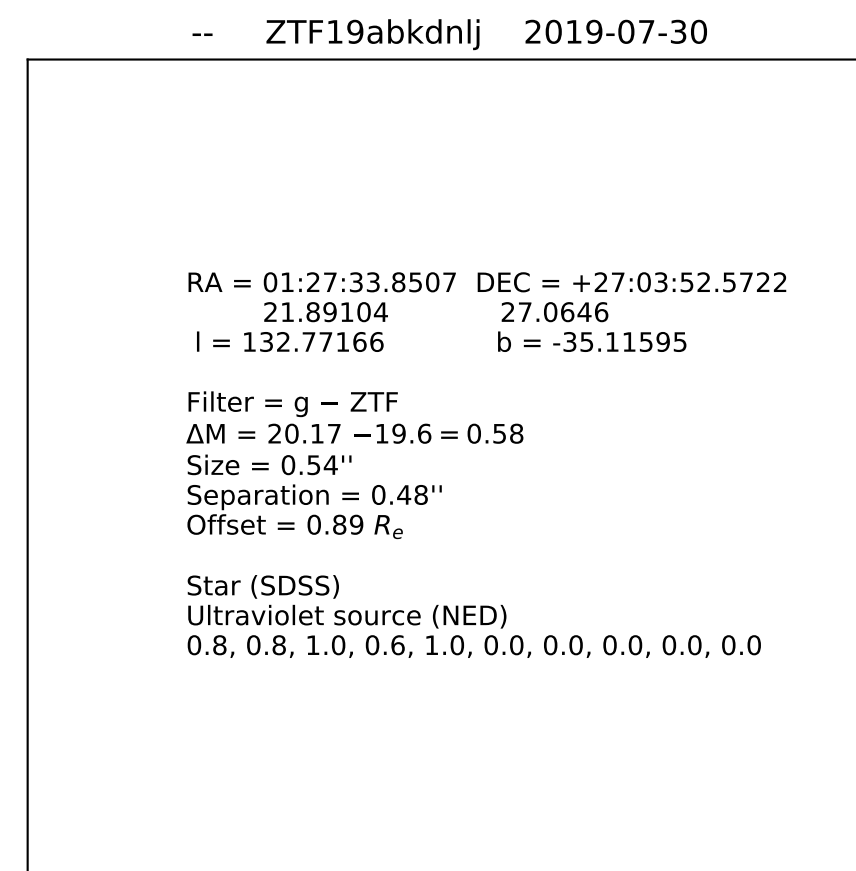 -- ZTF19abkdnlj 2019-07-30
RA = 01:27:33.8507 DEC = +27:03:52.5722
21.89104 27.0646
l = 132.77166 b = -35.11595
Filter = g − ZTF
ΔM = 20.17 −19.6 = 0.58
Size = 0.54''
Separation = 0.48''
Offset = 0.89 Rₑ
Star (SDSS)
Ultraviolet source (NED)
0.8, 0.8, 1.0, 0.6, 1.0, 0.0, 0.0, 0.0, 0.0, 0.0